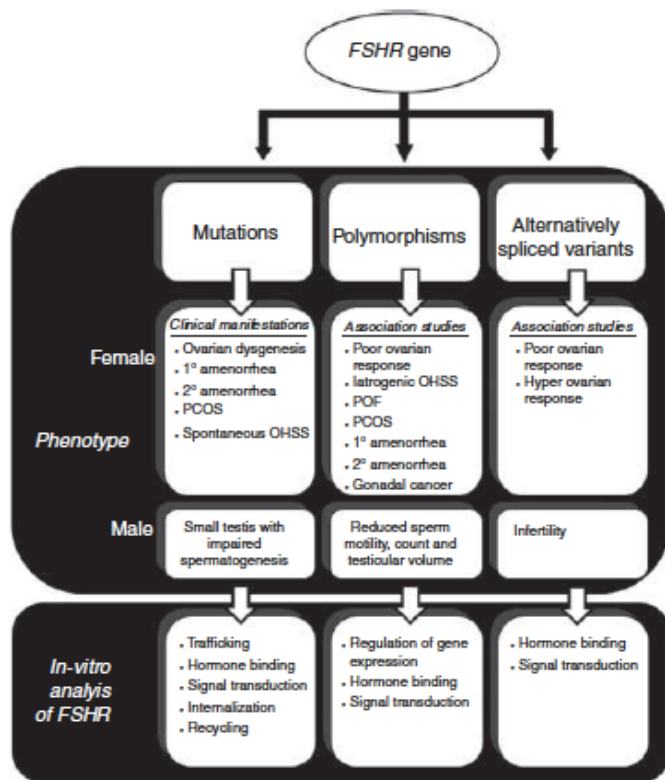 FSHR gene
Mutations
Polymorphisms
Alternatively
spliced variants
Female
Phenotype
Clinical manifestations
• Ovarian dysgenesis
• 1º amenorrhea
• 2º amenorrhea
• PCOS
• Spontaneous OHSS
Association studies
• Poor ovarian
response
• Iatrogenic OHSS
• POF
• PCOS
• 1º amenorrhea
• 2º amenorrhea
• Gonadal cancer
Association studies
• Poor ovarian
response
• Hyper ovarian
response
Male
Small testis with
impaired
spermatogenesis
Reduced sperm
motility, count and
testicular volume
Infertility
In-vitro
analyis
of FSHR
• Trafficking
• Hormone binding
• Signal transduction
• Internalization
• Recycling
• Regulation of gene
expression
• Hormone binding
• Signal transduction
• Hormone binding
• Signal transduction